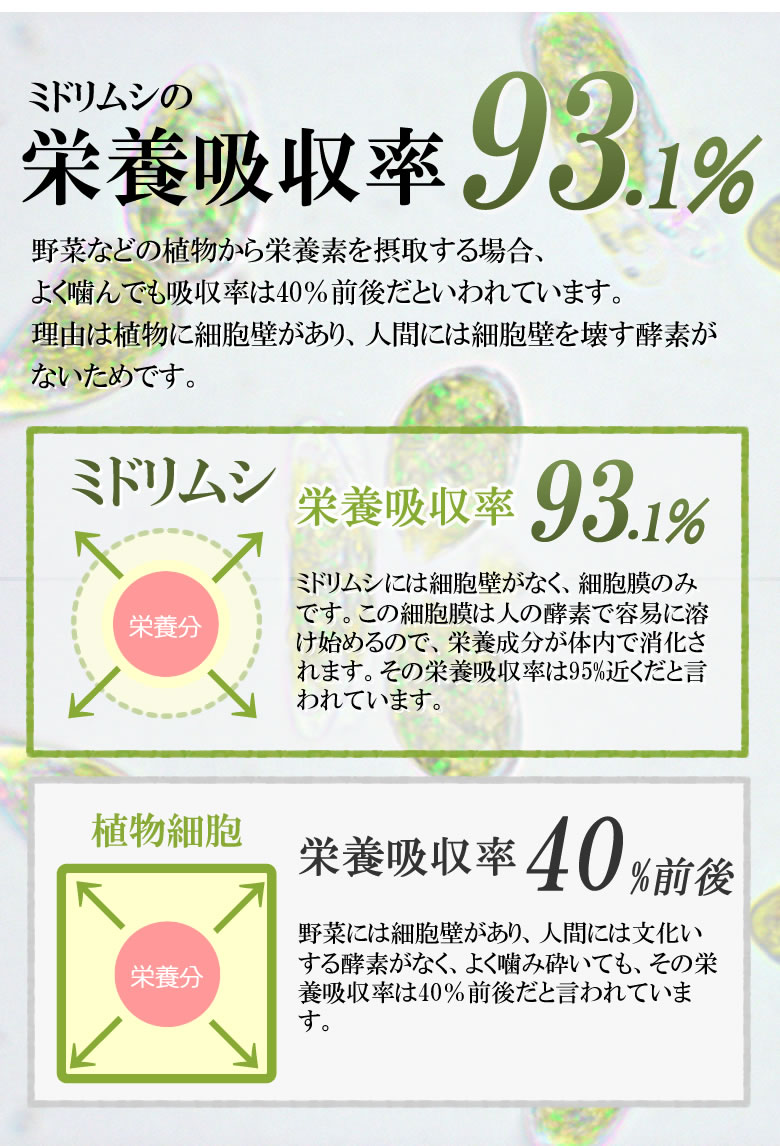 ミドリムシの
栄養吸収率93.1%
野菜などの植物から栄養素を摂取する場合、
よく噛んでも吸収率は40％前後だといわれています。
理由は植物に細胞壁があり、人間には細胞壁を壊す酵素が
ないためです。
ミドリムシ
栄養分
栄養吸収率93.1%
ミドリムシには細胞壁がなく、細胞膜のみ
です。この細胞膜は人の酵素で容易に溶
け始めるので、栄養成分が体内で消化さ
れます。その栄養吸収率は95%近くだと言
われています。
植物細胞
栄養分
栄養吸収率40%前後
野菜には細胞壁があり、人間には文化い
する酵素がなく、よく噛み砕いても、その栄
養吸収率は40％前後だと言われていま
す。